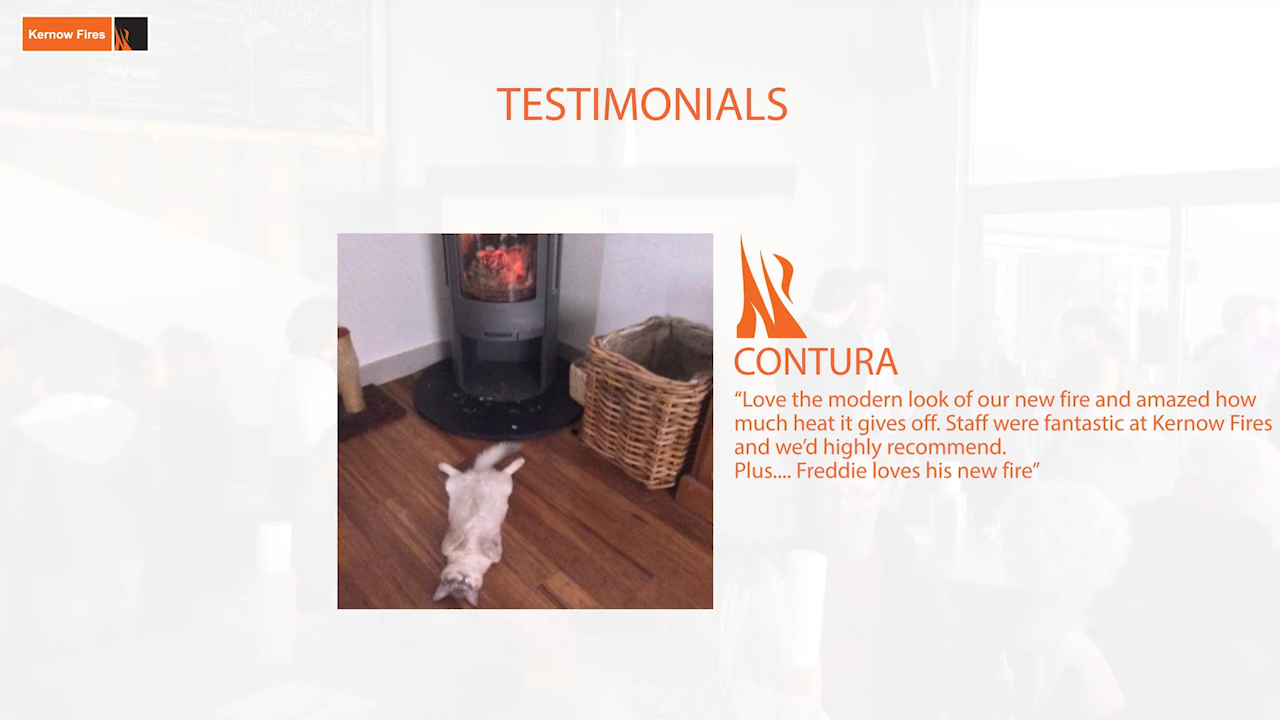 Kernow Fires
TESTIMONIALS
CONTURA
“Love the modern look of our new fire and amazed how
much heat it gives off. Staff were fantastic at Kernow Fires
and we’d highly recommend.
Plus.... Freddie loves his new fire”